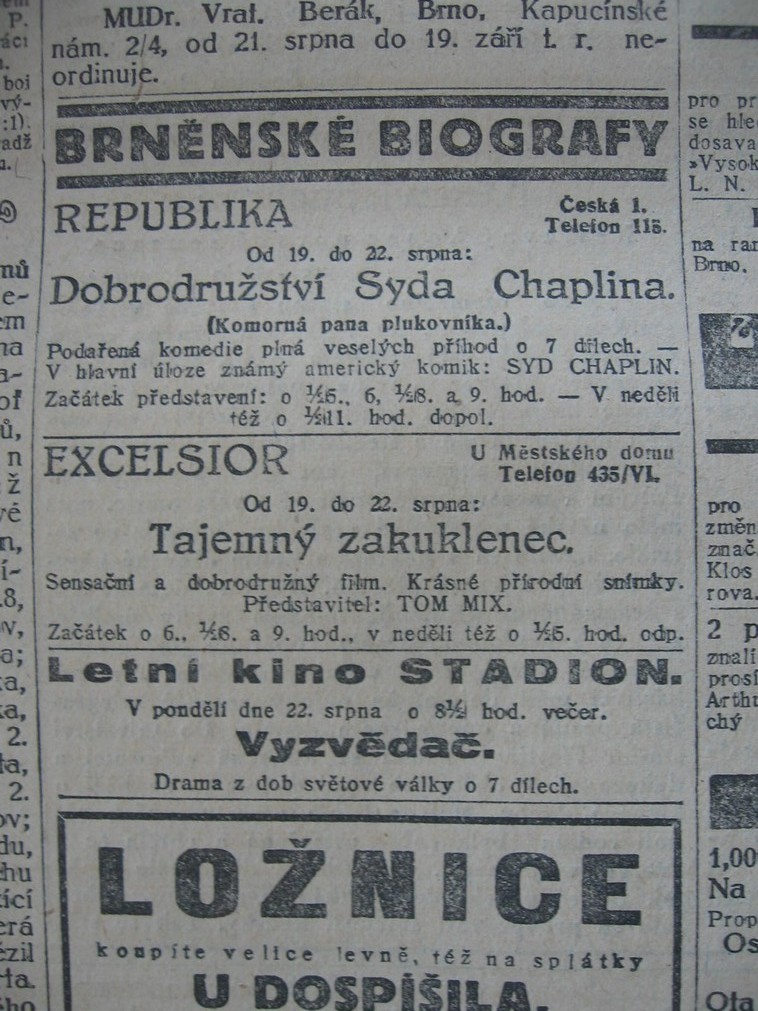 MUDr. Vrat. Berák, Brno, Kapucínské
nám. 2/4, od 21. srpna do 19. září t. r. ne-
ordinuje.
BRNĚNSKÉ BIOGRAFY
REPUBLIKA
Česká 1.
Telefon 115.
Od 19. do 22. srpna:
Dobrodružství Syda Chaplina.
(Komorná pana plukovníka.)
Podařená komedie plná veselých příhod o 7 dílech. —
V hlavní úloze známý americký komik: SYD CHAPLIN.
Začátek představení: o ½5., 6, ½8. a 9. hod. — V neděli
též o ½11. hod. dopol.
EXCELSIOR
U Městského domu
Telefon 435/VI.
Od 19. do 22. srpna:
Tajemný zakuklenec.
Sensační a dobrodružný film. Krásné přírodní snímky.
Představitel: TOM MIX.
Začátek o 6., ½8. a 9. hod., v neděli též o ½5. hod. odp.
Letní kino STADION.
V pondělí dne 22. srpna o 8½ hod. večer.
Vyzvědač.
Drama z dob světové války o 7 dílech.
LOŽNICE
koupíte velice levně, též na splátky
U DOSPÍŠILA.
pro
se
dosava
»Vysok
L. N.
na
Brno.
pro
změn
znač
Klos
rova.
2 p
znali
prosí
Arthu
chý
1,00
Na
Prop
Os
Ota